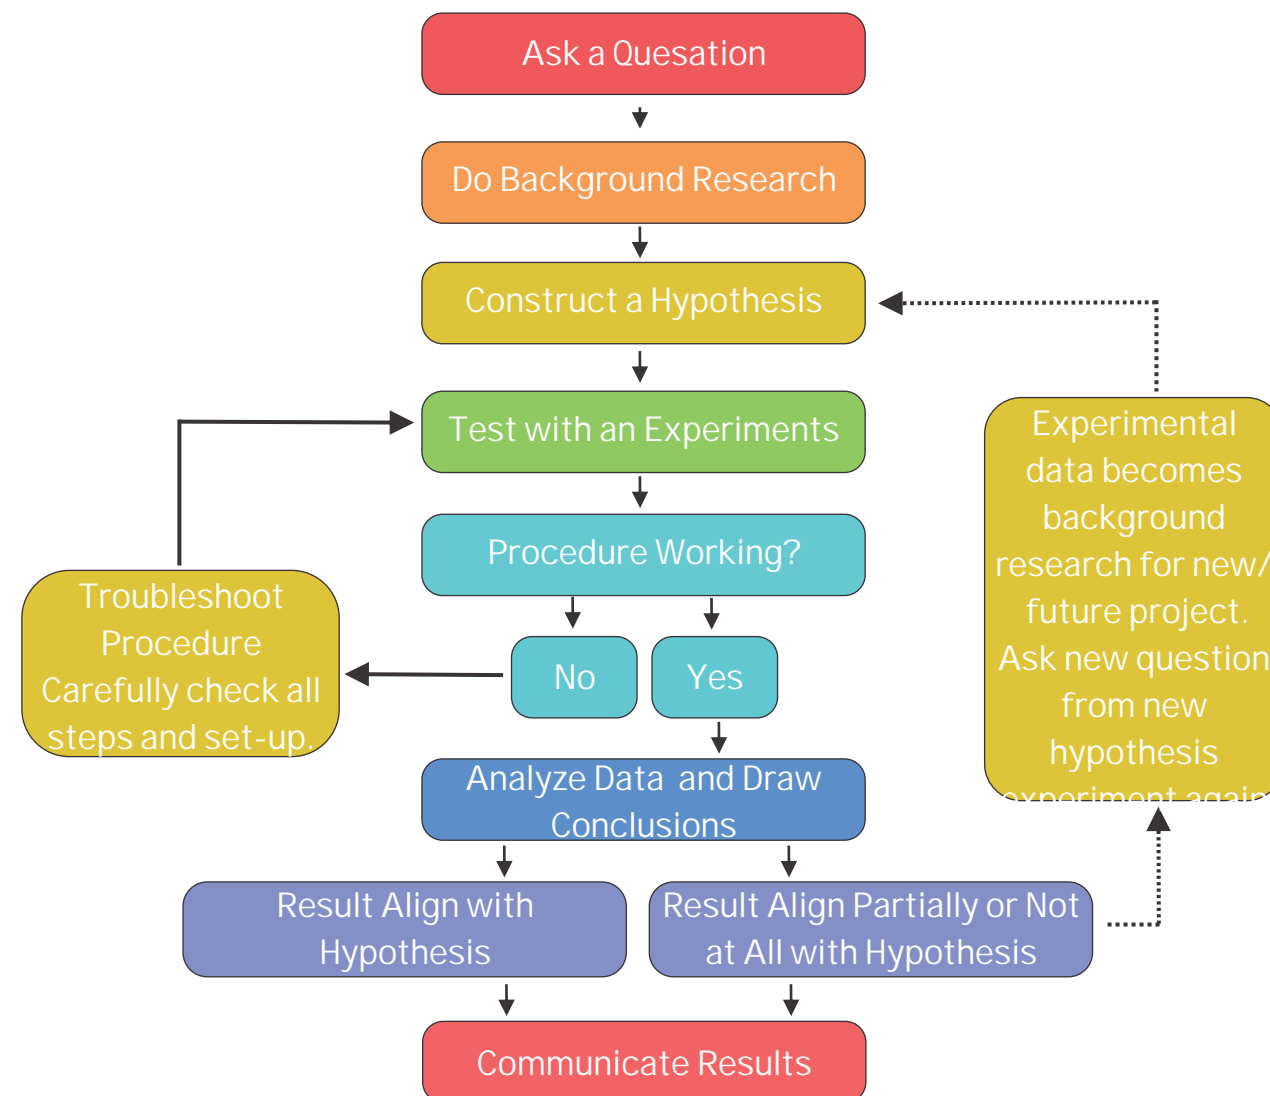 Ask a Quesation
Do Background Research
Construct a Hypothesis
Test with an Experiments
Procedure Working?
No
Yes
Troubleshoot
Procedure
Carefully check all
steps and set-up.
Analyze Data and Draw
Conclusions
Result Align with
Hypothesis
Result Align Partially or Not
at All with Hypothesis
Experimental
data becomes
background
research for new/
future project.
Ask new question
from new
hypothesis
experiment again
Communicate Results